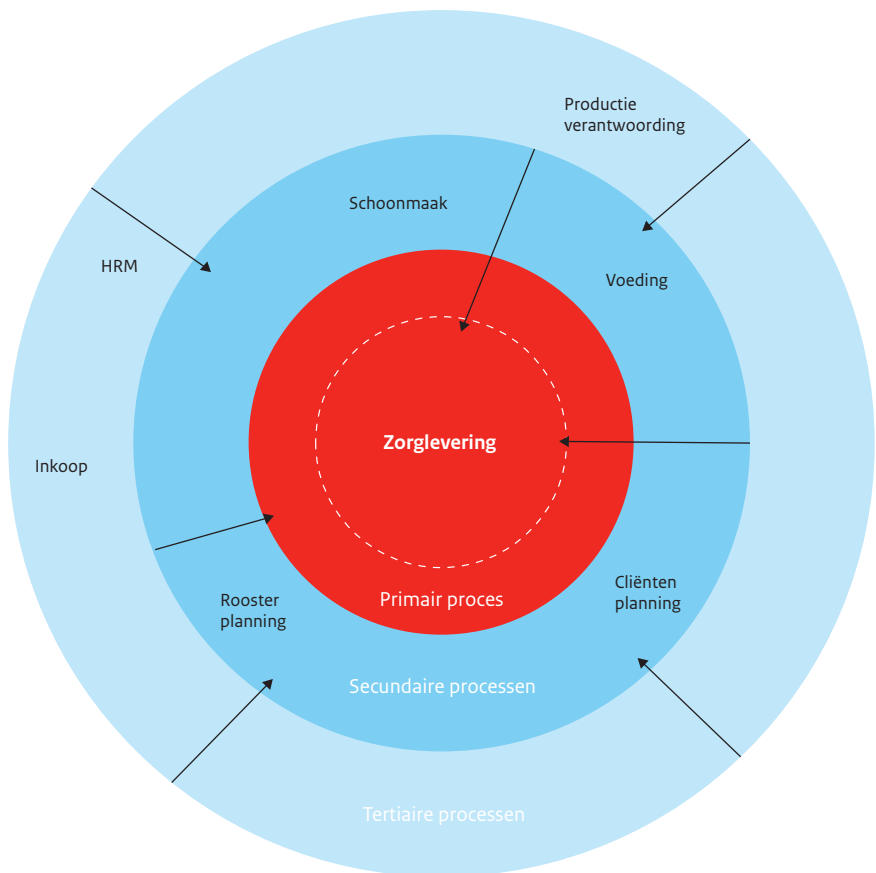 Productie
verantwoording
Schoonmaak
HRM
Voeding
Zorglevering
Inkoop
Cliënten
planning
Rooster
planning
Primair proces
Secundaire processen
Tertiaire processen